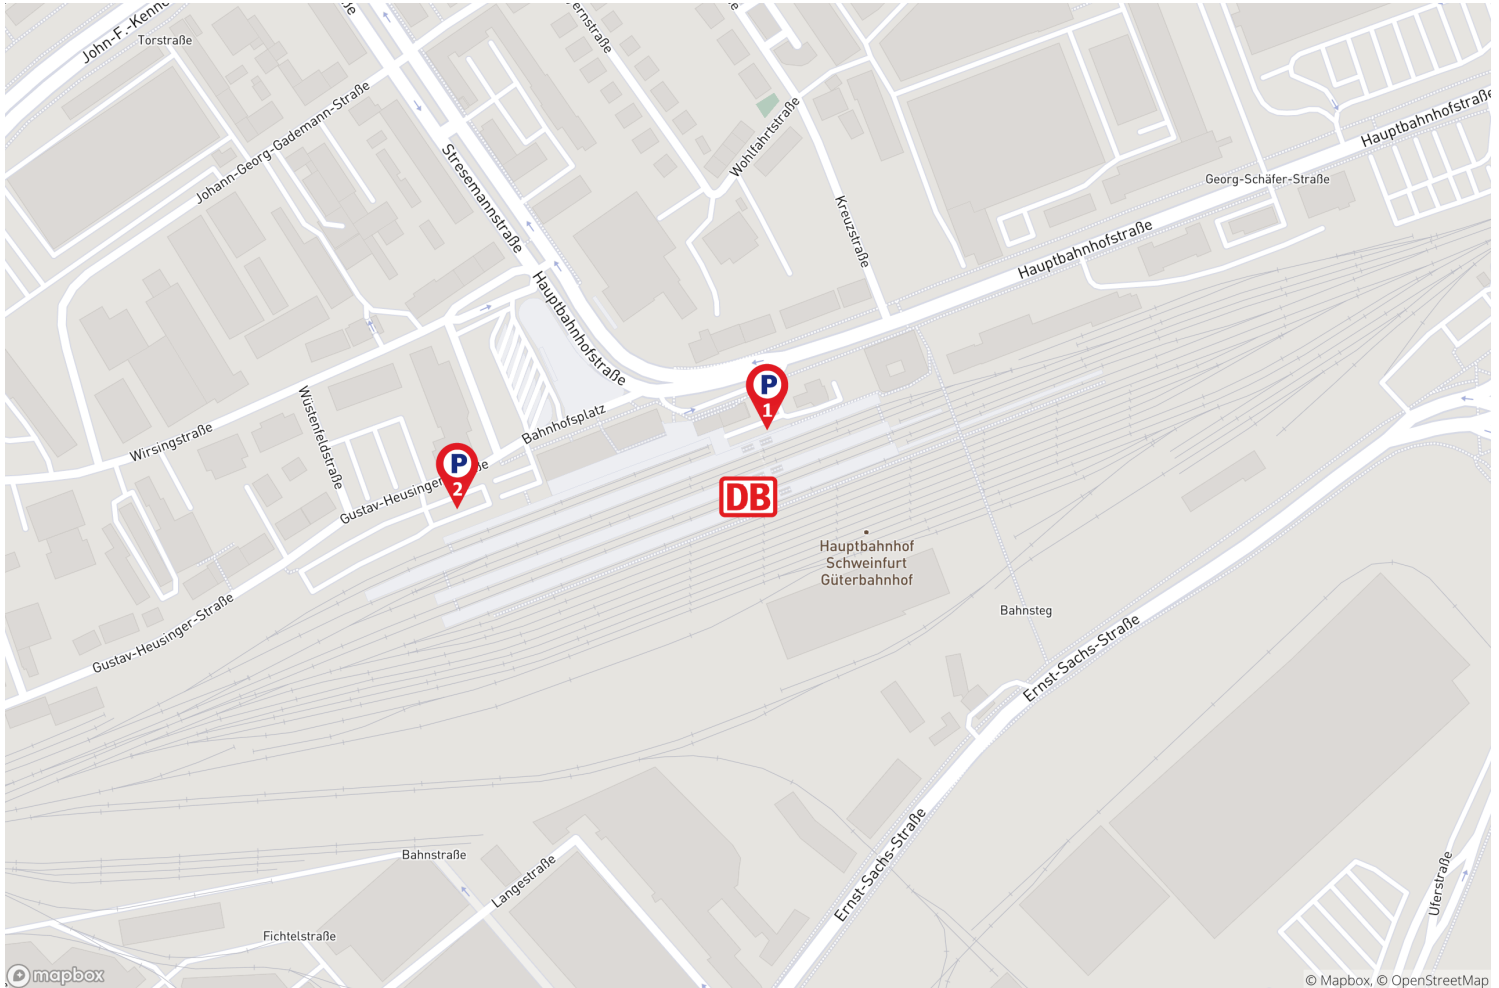 John-F.-Kenne
Torstraße
Johann-Georg-Gademann-Straße
Stresemannstraße
Wohlfahrtstraße
Kreuzstraße
Hauptbahnhofstraße
Georg-Schäfer-Straße
Hauptbahnhofstraße
Hauptbahnhofstraße
P
1
Wüstenfeldstraße
Wirsingstraße
Bahnhofsplatz
P
2
Gustav-Heusinger-Straße
DB
Hauptbahnhof
Schweinfurt
Güterbahnhof
Gustav-Heusinger-Straße
Bahnsteg
Ernst-Sachs-Straße
Bahnstraße
Langestraße
Ernst-Sachs-Straße
Uferstraße
Fichtelstraße
mapbox
© Mapbox, © OpenStreetMap